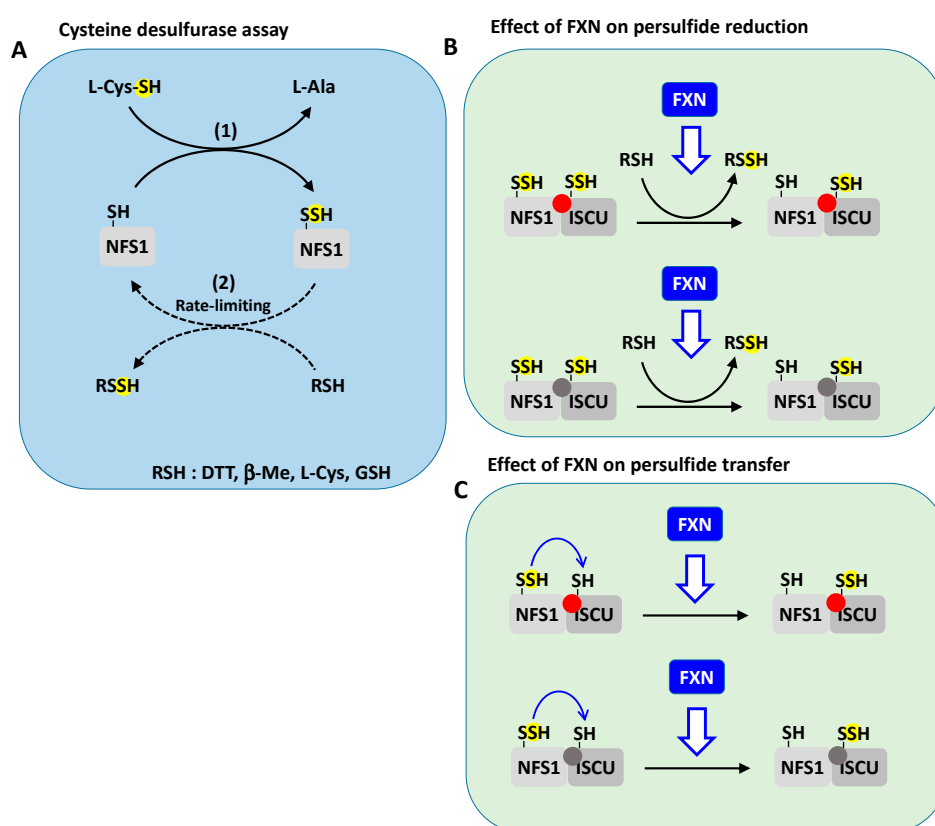 Cysteine desulfurase assay
A
L-Cys-SH
L-Ala
(1)
SH
NFS1
SSH
NFS1
(2)
Rate-limiting
RSSH
RSH
RSH : DTT, β-Me, L-Cys, GSH
Effect of FXN on persulfide reduction
B
FXN
RSH
RSSH
SSH
SSH
NFS1
ISCU
SH
SSH
NFS1
ISCU
FXN
RSH
RSSH
SSH
SSH
NFS1
ISCU
SH
SSH
NFS1
ISCU
Effect of FXN on persulfide transfer
C
FXN
SSH
SH
NFS1
ISCU
SH
SSH
NFS1
ISCU
FXN
SSH
SH
NFS1
ISCU
SH
SSH
NFS1
ISCU